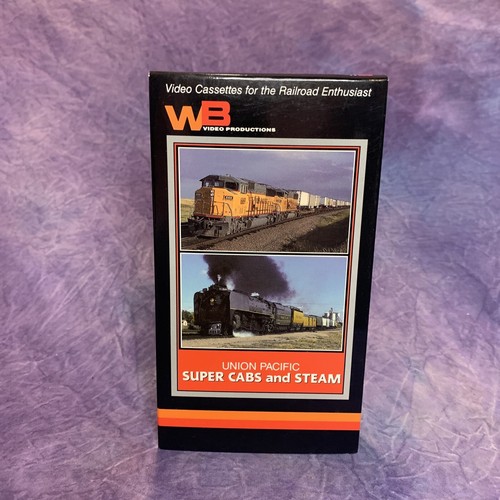 Video Cassettes for the Railroad Enthusiast
WB
VIDEO PRODUCTIONS
UNION PACIFIC
SUPER CABS and STEAM